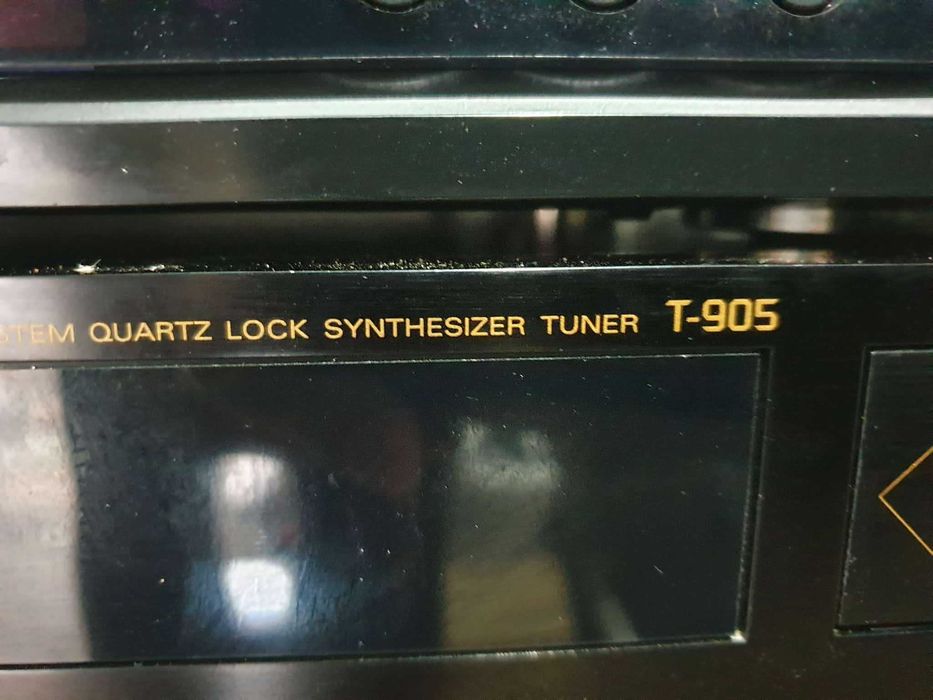 STEM QUARTZ LOCK SYNTHESIZER TUNER T-905